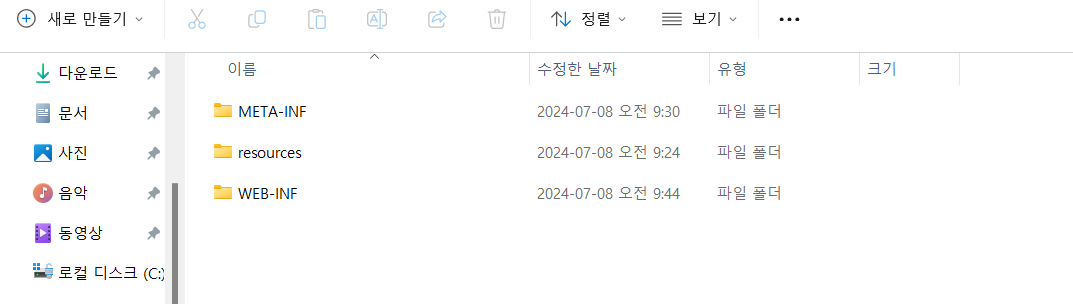 새로 만들기 정렬 보기
다운로드
문서
사진
음악
동영상
로컬 디스크 (C:)
이름 수정한 날짜 유형 크기
META-INF 2024-07-08 오전 9:30 파일 폴더
resources 2024-07-08 오전 9:24 파일 폴더
WEB-INF 2024-07-08 오전 9:44 파일 폴더